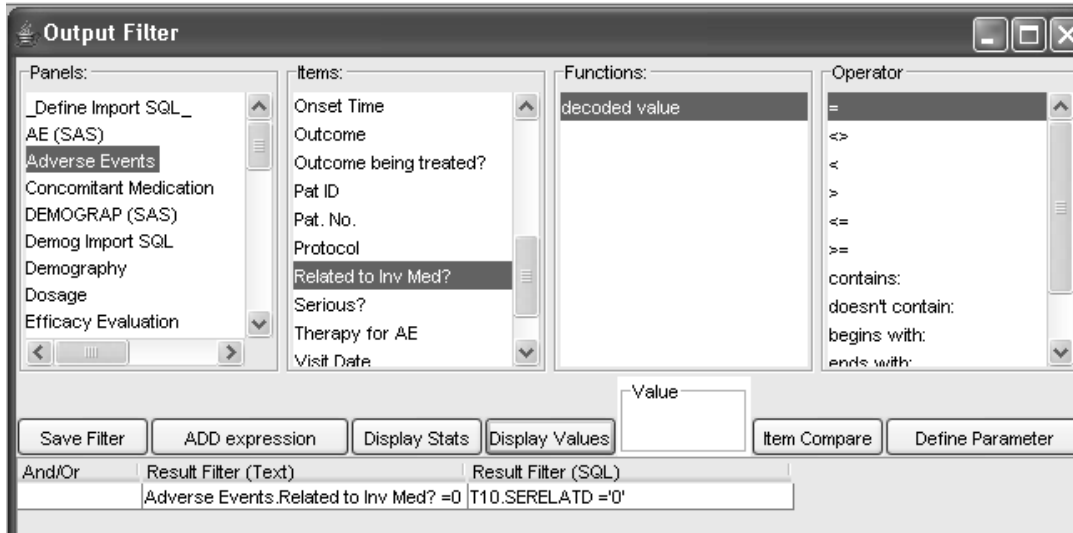 Output Filter
Panels:
_Define Import SQL_
AE (SAS)
Adverse Events
Concomitant Medication
DEMOGRAP (SAS)
Demog Import SQL
Demography
Dosage
Efficacy Evaluation
Items:
Onset Time
Outcome
Outcome being treated?
Pat ID
Pat. No.
Protocol
Related to Inv Med?
Serious?
Therapy for AE
Visit Date
Functions:
decoded value
Operator
=
<>
<
>
<=
>=
contains:
doesn't contain:
begins with:
ends with:
Value
Save Filter ADD expression Display Stats Display Values Item Compare Define Parameter
And/Or Result Filter (Text) Result Filter (SQL)
Adverse Events.Related to Inv Med? =0 T10.SERELATD ='0'